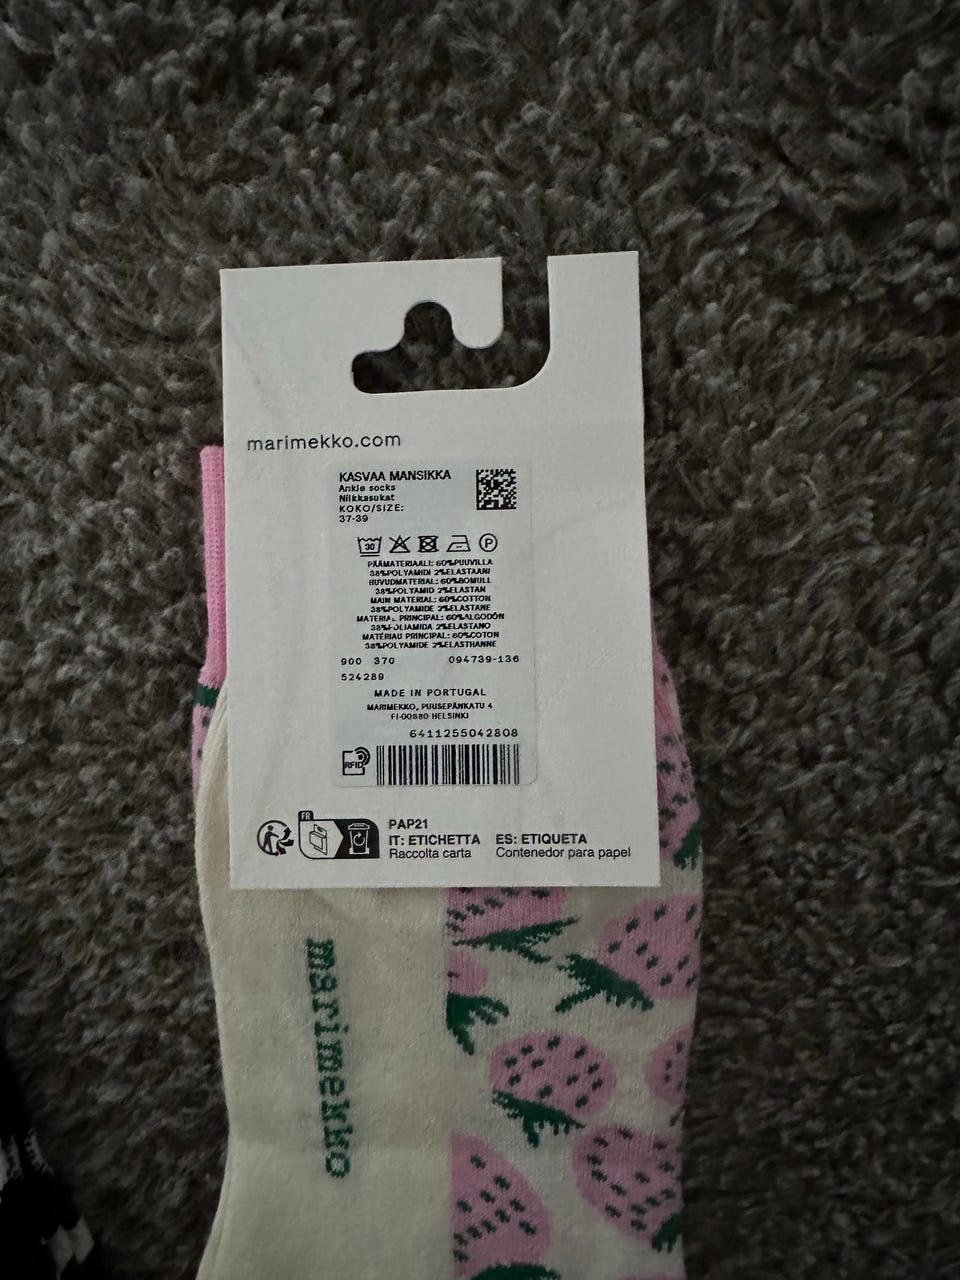 marimekko.com
KASVAA MANSIKKA
Ankle socks
Nilkkasukat
KOKO/SIZE:
37-39
30 P
PÄÄMATERIAALI: 60%PUUVILLA
38%POLYAMIDI 2%ELASTAANI
HUVUDMATERIAL: 60%BOMULL
38%POLYAMID 2%ELASTAN
MAIN MATERIAL: 60%COTTON
38%POLYAMIDE 2%ELASTANE
MATERIAL PRINCIPAL: 60%ALGODÓN
38%POLIAMIDA 2%ELASTANO
MATÉRIAU PRINCIPAL: 60%COTON
38%POLYAMIDE 2%ELASTHANNE
900 370 094739-136
524289
MADE IN PORTUGAL
MARIMEKKO, PUUSEPÄNKATU 4
FI-00880 HELSINKI
6411255042808
RFID
FR
PAP21
IT: ETICHETTA ES: ETIQUETA
Raccolta carta Contenedor para papel
marimekko